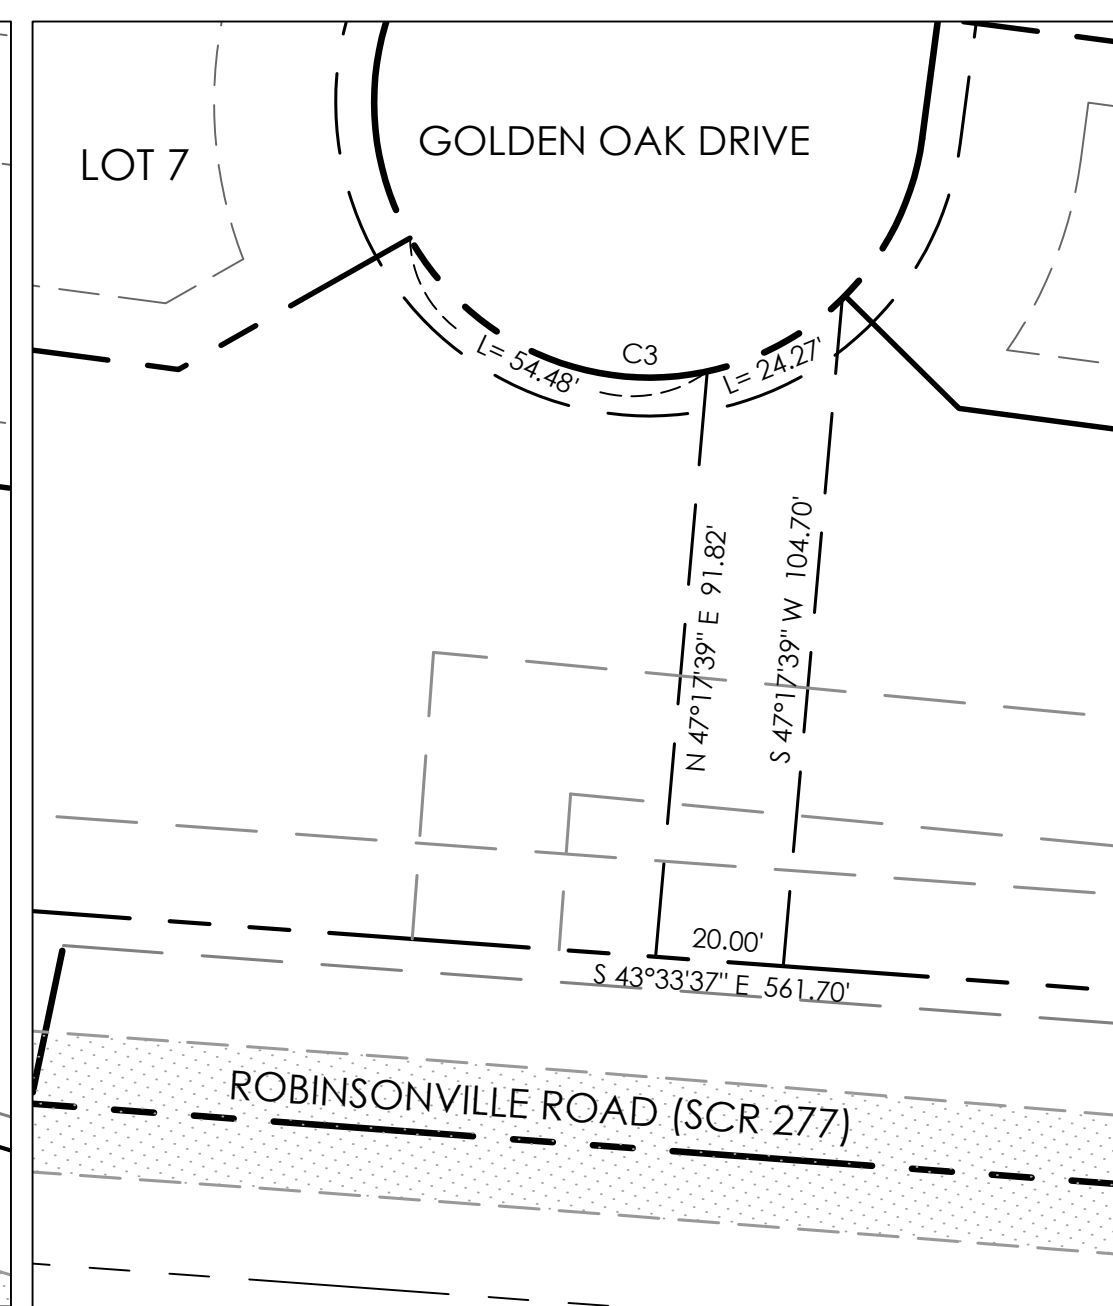 GOLDEN OAK DRIVE
LOT 7
C3
L= 54.48'
L= 24.27'
N 47°17'39" E 91.82'
S 47°17'39" W 104.70'
20.00'
S 43°33'37" E 561.70'
ROBINSONVILLE ROAD (SCR 277)